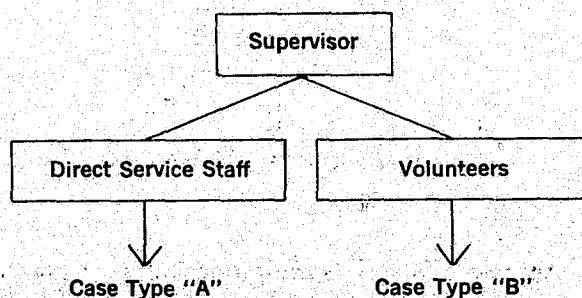 Supervisor
Direct Service Staff
Volunteers
Case Type "A"
Case Type "B"